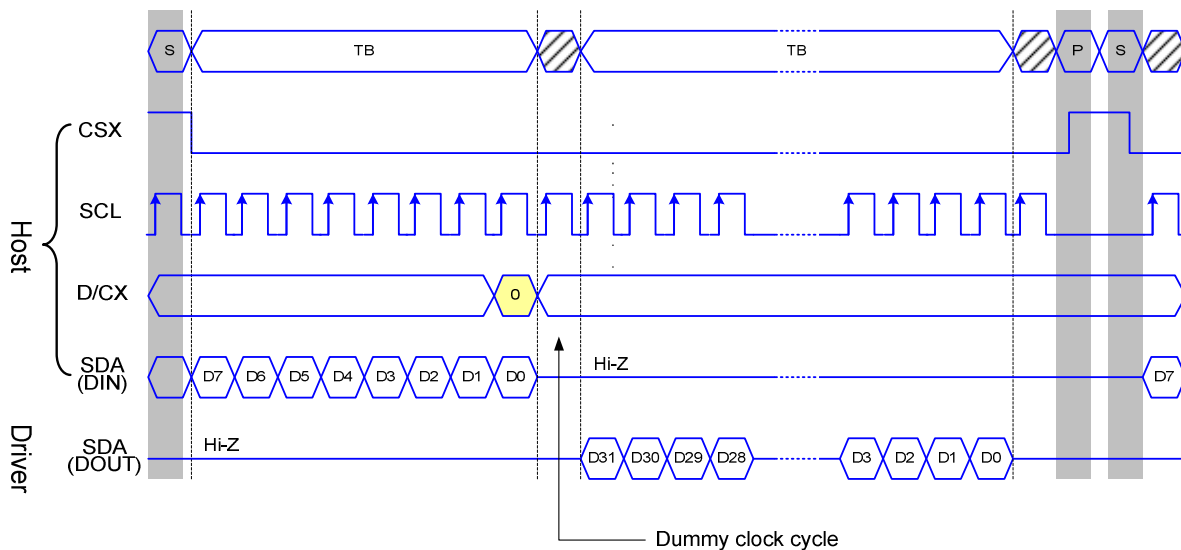 S TB TB P S
CSX
SCL
D/CX 0
SDA
(DIN) D7 D6 D5 D4 D3 D2 D1 D0 Hi-Z D7
SDA
(DOUT) Hi-Z D31 D30 D29 D28 D3 D2 D1 D0
Host
Driver
Dummy clock cycle